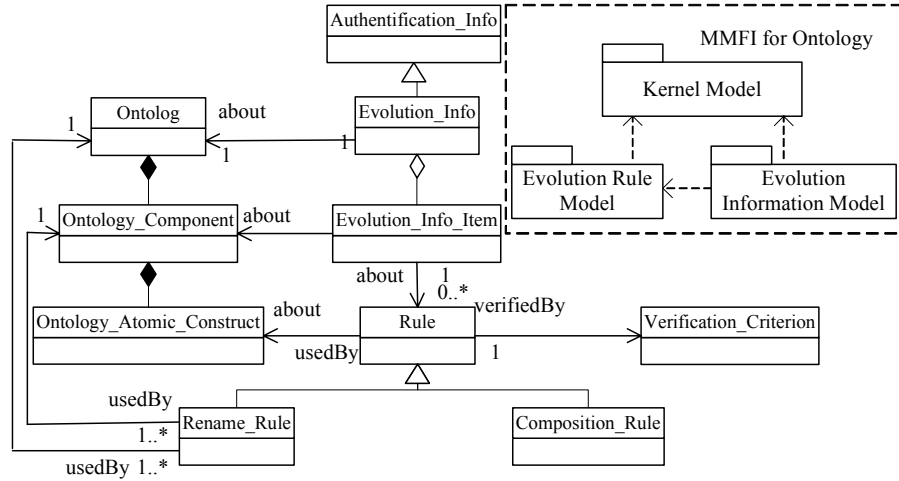 Authentification_Info
MMFI for Ontology
Kernel Model
Evolution Rule
Model
Evolution
Information Model
Ontolog
about
Evolution_Info
1
1
1
Ontology_Component
about
Evolution_Info_Item
1
about
1
0..*
Ontology_Atomic_Construct
about
usedBy
Rule
verifiedBy
1
Verification_Criterion
usedBy
1..*
Rename_Rule
Composition_Rule
usedBy
1..*